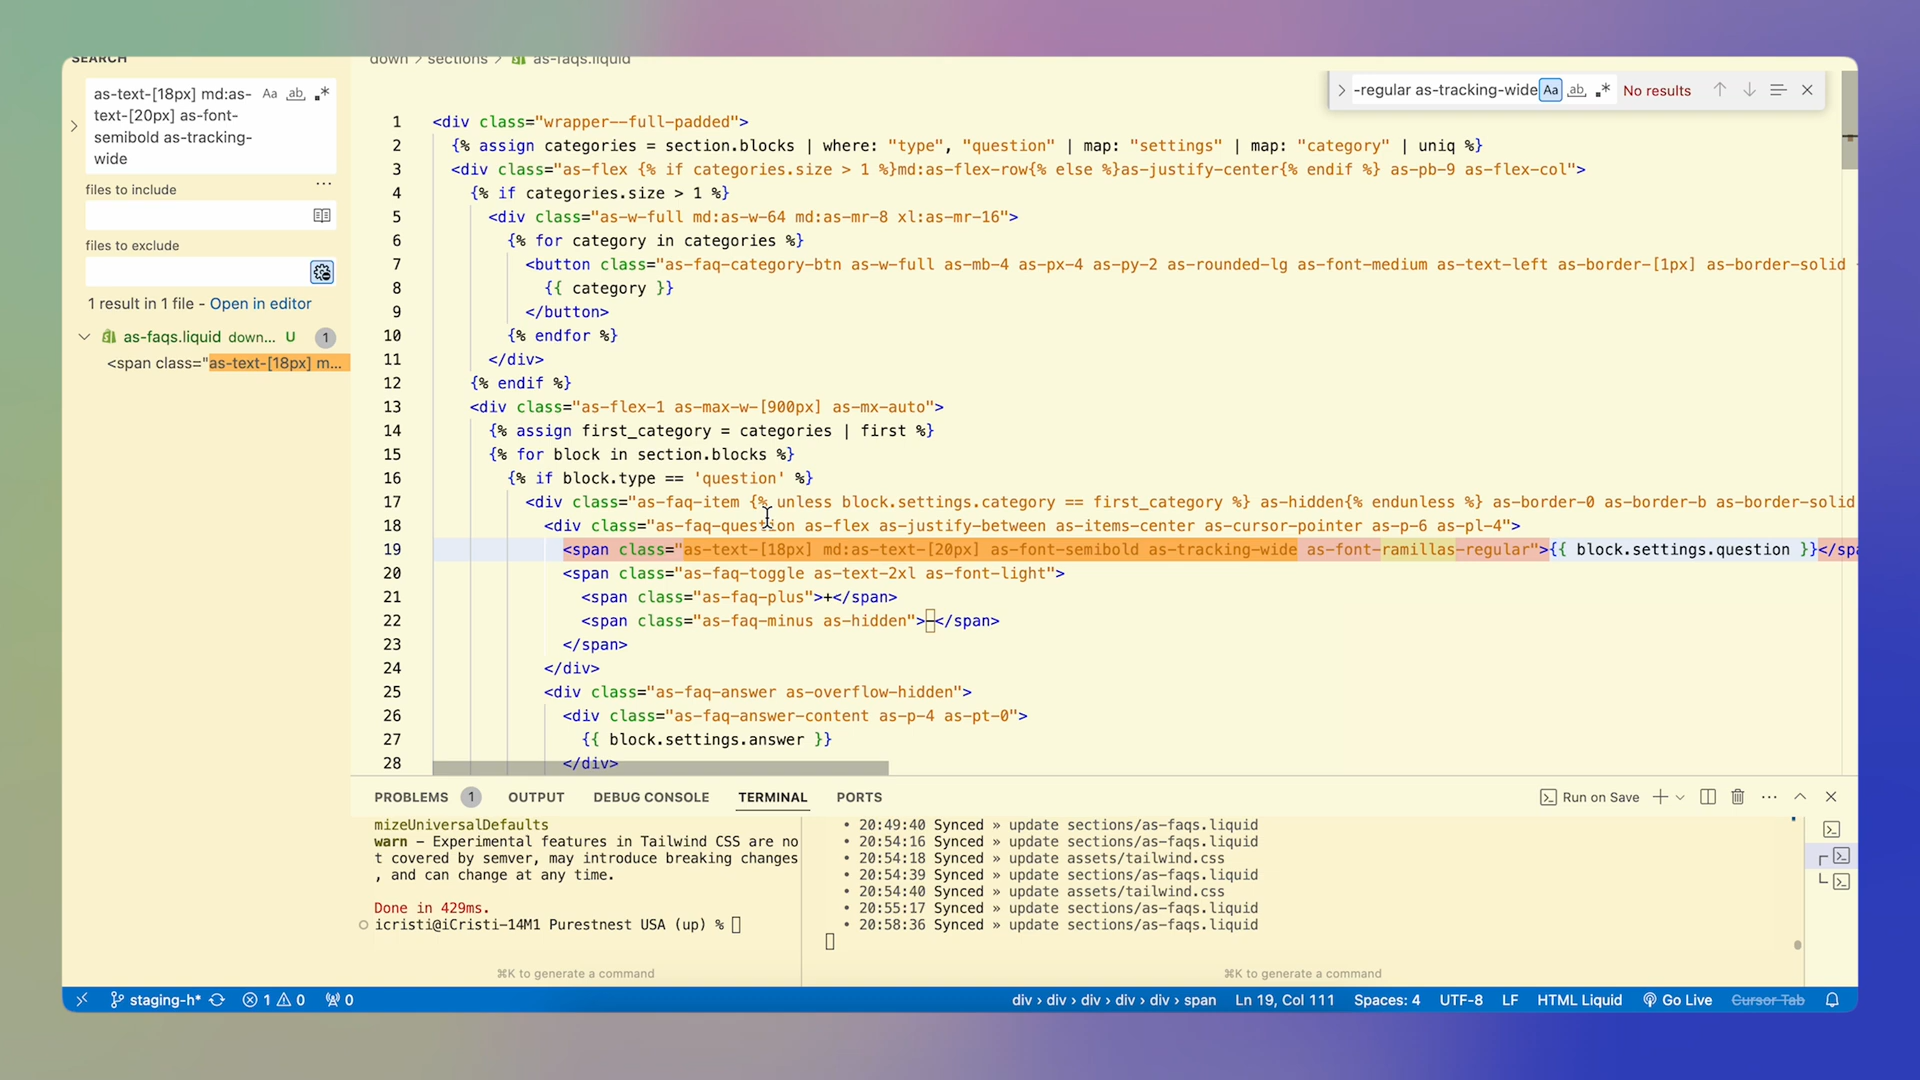 SEARCH
as-text-[18px] md:as-
text-[20px] as-font-
semibold as-tracking-
wide
Aa ab, .*
files to include
...
files to exclude
1 result in 1 file - Open in editor
as-faqs.liquid down... U 1
<span class="as-text-[18px] m...
down > sections > as-faqs.liquid
-regular as-tracking-wide Aa ab, .* No results
1 <div class="wrapper--full-padded">
2 {% assign categories = section.blocks | where: "type", "question" | map: "settings" | map: "category" | uniq %}
3 <div class="as-flex {% if categories.size > 1 %}md:as-flex-row{% else %}as-justify-center{% endif %} as-pb-9 as-flex-col">
4 {% if categories.size > 1 %}
5 <div class="as-w-full md:as-w-64 md:as-mr-8 xl:as-mr-16">
6 {% for category in categories %}
7 <button class="as-faq-category-btn as-w-full as-mb-4 as-px-4 as-py-2 as-rounded-lg as-font-medium as-text-left as-border-[1px] as-border-solid
8 {{ category }}
9 </button>
10 {% endfor %}
11 </div>
12 {% endif %}
13 <div class="as-flex-1 as-max-w-[900px] as-mx-auto">
14 {% assign first_category = categories | first %}
15 {% for block in section.blocks %}
16 {% if block.type == 'question' %}
17 <div class="as-faq-item {% unless block.settings.category == first_category %} as-hidden{% endunless %} as-border-0 as-border-b as-border-solid
18 <div class="as-faq-question as-flex as-justify-between as-items-center as-cursor-pointer as-p-6 as-pl-4">
19 <span class="as-text-[18px] md:as-text-[20px] as-font-semibold as-tracking-wide as-font-ramillas-regular">{{ block.settings.question }}</spa
20 <span class="as-faq-toggle as-text-2xl as-font-light">
21 <span class="as-faq-plus">+</span>
22 <span class="as-faq-minus as-hidden">−</span>
23 </span>
24 </div>
25 <div class="as-faq-answer as-overflow-hidden">
26 <div class="as-faq-answer-content as-p-4 as-pt-0">
27 {{ block.settings.answer }}
28 </div>
PROBLEMS 1 OUTPUT DEBUG CONSOLE TERMINAL PORTS Run on Save
mizeUniversalDefaults
warn – Experimental features in Tailwind CSS are no
t covered by semver, may introduce breaking changes
, and can change at any time.
Done in 429ms.
icristi@iCristi-14M1 Purestnest USA (up) %
⌘K to generate a command
• 20:49:40 Synced » update sections/as-faqs.liquid
• 20:54:16 Synced » update sections/as-faqs.liquid
• 20:54:18 Synced » update assets/tailwind.css
• 20:54:39 Synced » update sections/as-faqs.liquid
• 20:54:40 Synced » update assets/tailwind.css
• 20:55:17 Synced » update sections/as-faqs.liquid
• 20:58:36 Synced » update sections/as-faqs.liquid
⌘K to generate a command
staging-h* 1 0 0 div › div › div › div › div › span Ln 19, Col 111 Spaces: 4 UTF-8 LF HTML Liquid Go Live Cursor Tab